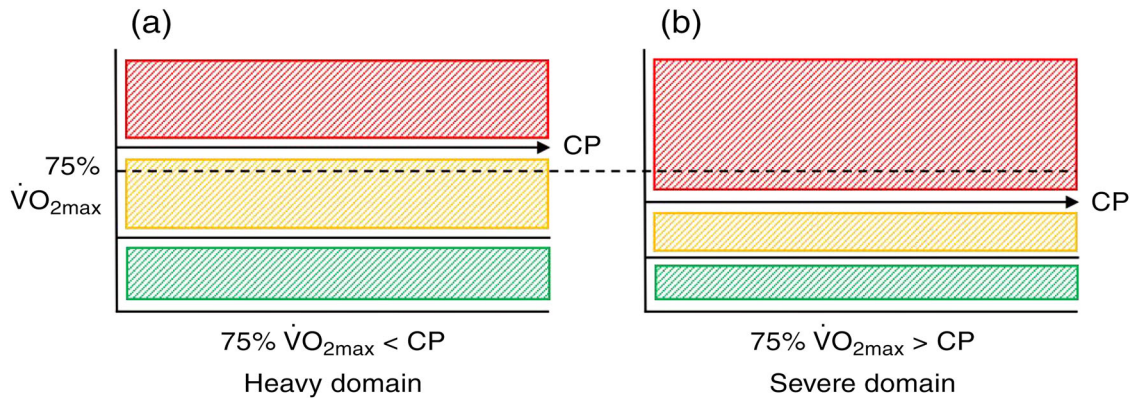 (a)
(b)
CP
75%
V̇O₂max
CP
75% V̇O₂max < CP
75% V̇O₂max > CP
Heavy domain
Severe domain